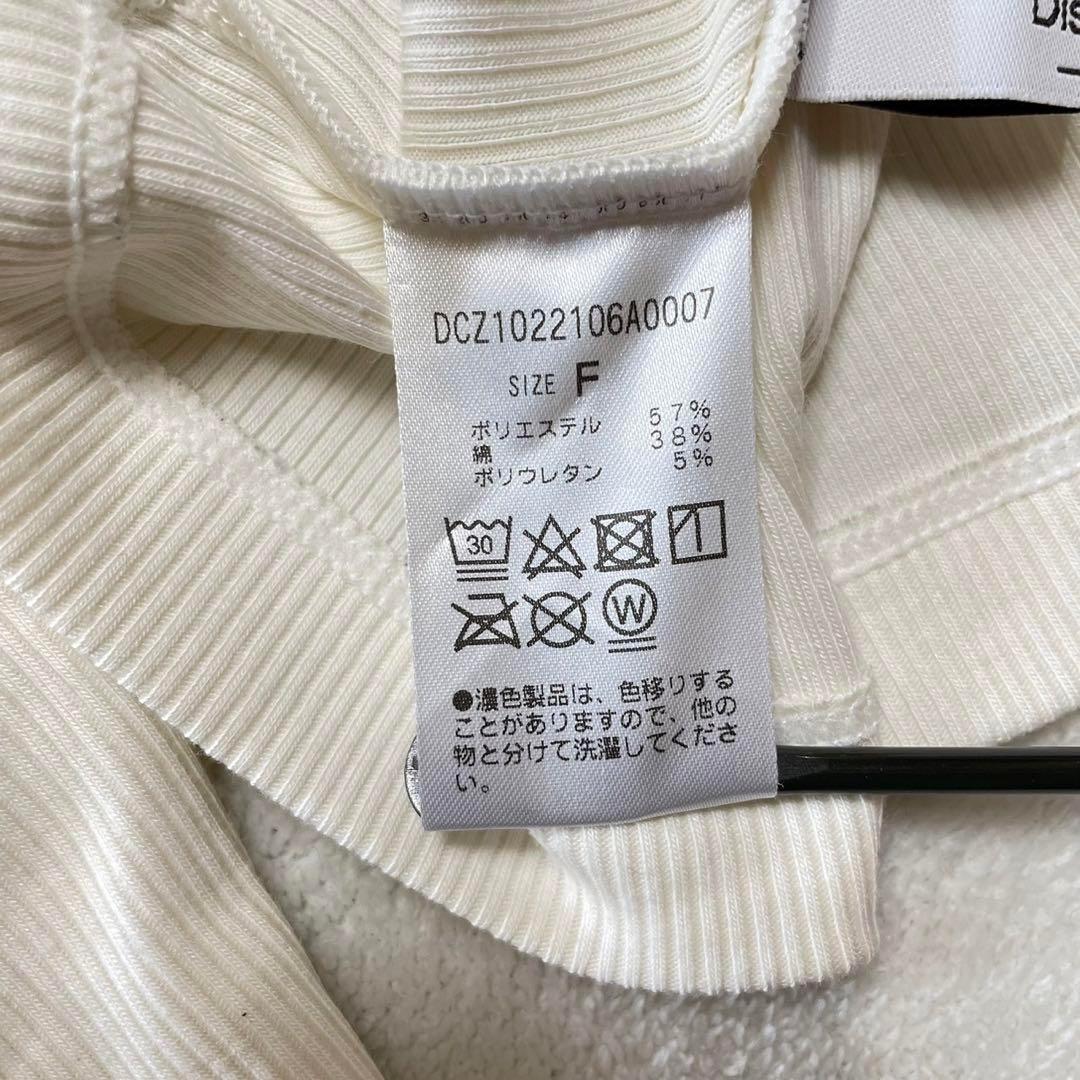 Dis
DCZ1022106A0007
SIZE F
ポリエステル 57%
綿 38%
ポリウレタン 5%
30
W
●濃色製品は、色移りする
ことがありますので、他の
物と分けて洗濯してくださ
い。